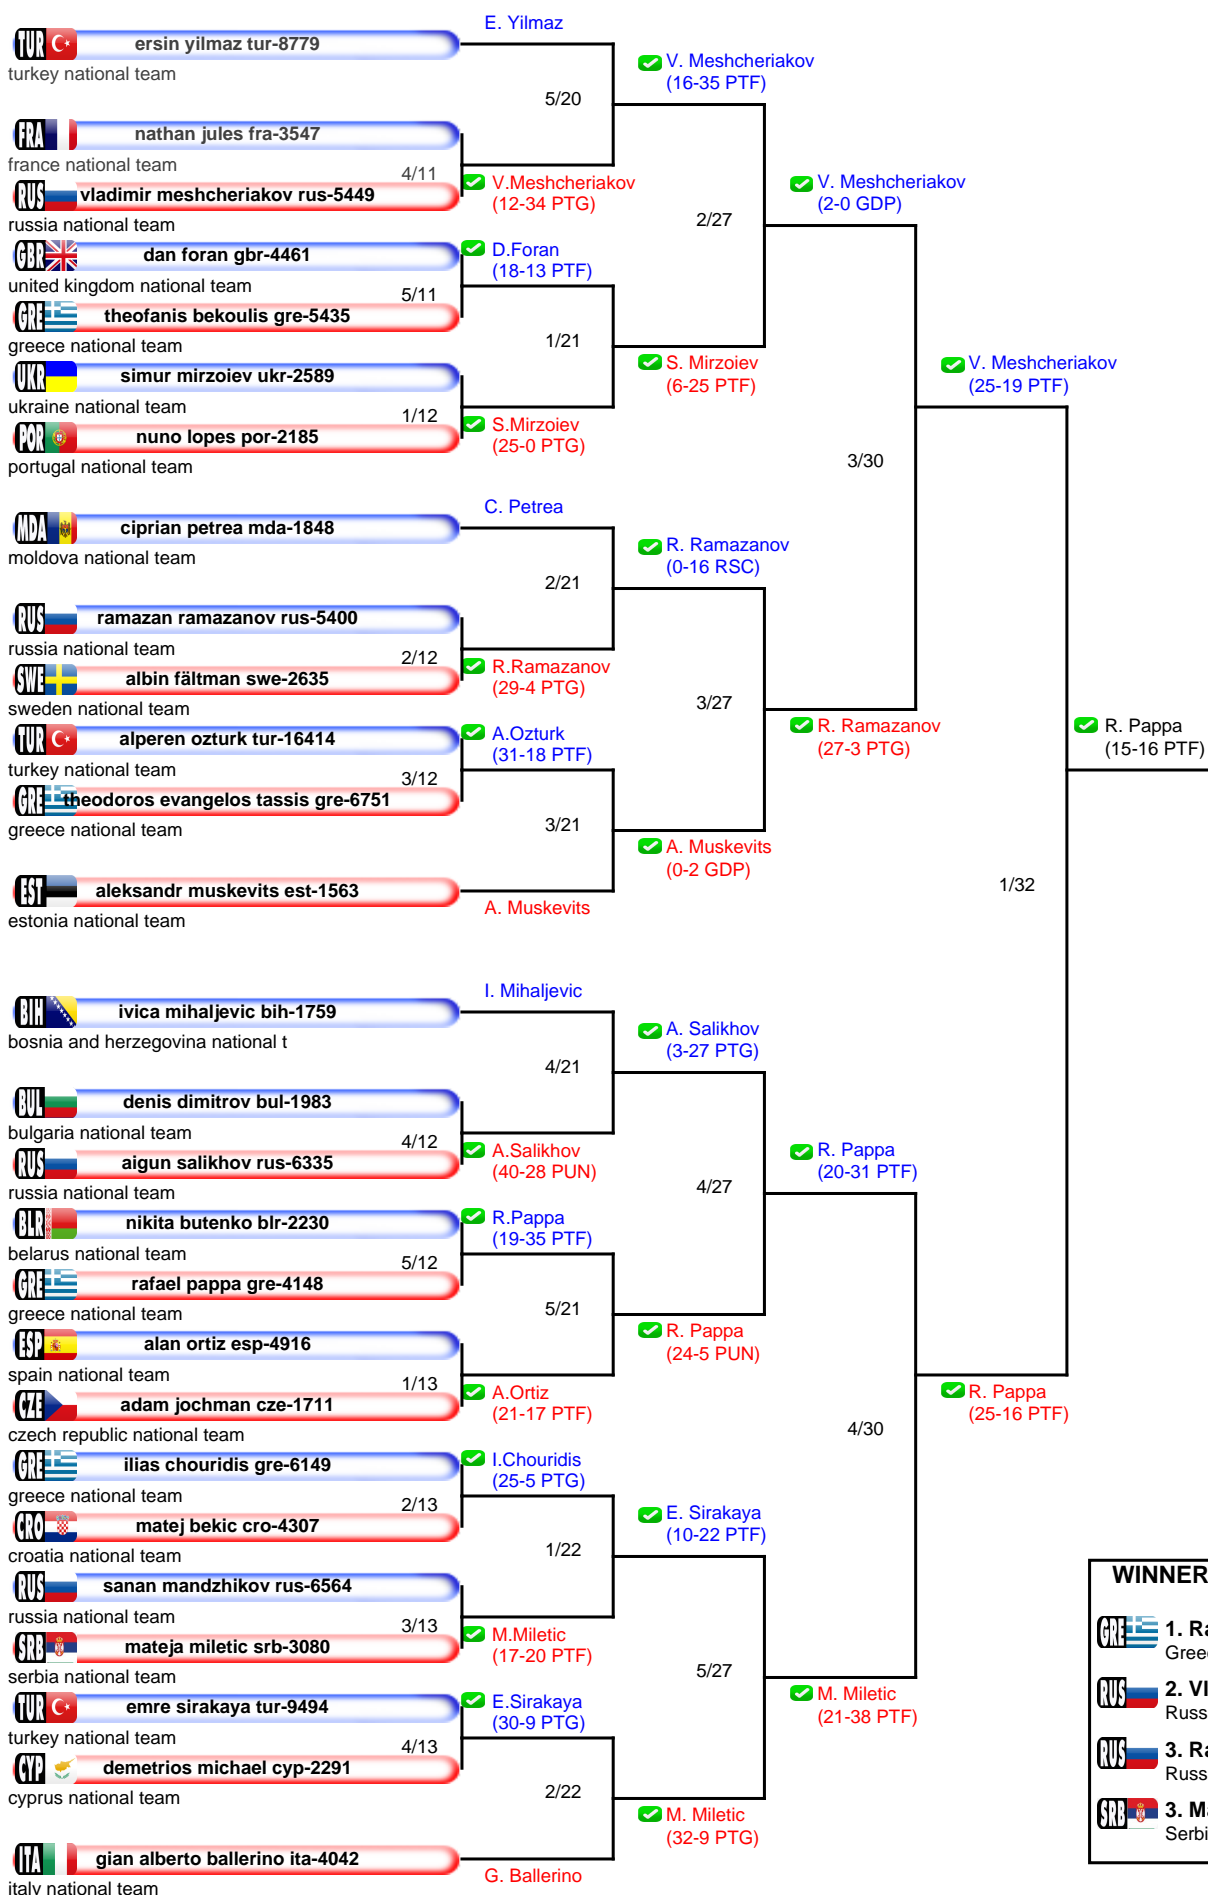 E. Yilmaz
TUR ersin yilmaz tur-8779
turkey national team
V. Meshcheriakov
(16-35 PTF)
5/20
FRA nathan jules fra-3547
france national team
4/11
RUS vladimir meshcheriakov rus-5449
russia national team
V.Meshcheriakov
(12-34 PTG)
V. Meshcheriakov
(2-0 GDP)
2/27
GBR dan foran gbr-4461
united kingdom national team
D.Foran
(18-13 PTF)
5/11
GRE theofanis bekoulis gre-5435
greece national team
1/21
S. Mirzoiev
(6-25 PTF)
V. Meshcheriakov
(25-19 PTF)
UKR simur mirzoiev ukr-2589
ukraine national team
1/12
POR nuno lopes por-2185
portugal national team
S.Mirzoiev
(25-0 PTG)
3/30
C. Petrea
MDA ciprian petrea mda-1848
moldova national team
R. Ramazanov
(0-16 RSC)
2/21
RUS ramazan ramazanov rus-5400
russia national team
2/12
SWE albin fältman swe-2635
sweden national team
R.Ramazanov
(29-4 PTG)
3/27
TUR alperen ozturk tur-16414
turkey national team
A.Ozturk
(31-18 PTF)
R. Ramazanov
(27-3 PTG)
R. Pappa
(15-16 PTF)
3/12
GRE theodoros evangelos tassis gre-6751
greece national team
3/21
A. Muskevits
(0-2 GDP)
EST aleksandr muskevits est-1563
estonia national team
A. Muskevits
1/32
I. Mihaljevic
BIH ivica mihaljevic bih-1759
bosnia and herzegovina national t
A. Salikhov
(3-27 PTG)
4/21
BUL denis dimitrov bul-1983
bulgaria national team
4/12
RUS aigun salikhov rus-6335
russia national team
A.Salikhov
(40-28 PUN)
R. Pappa
(20-31 PTF)
4/27
BLR nikita butenko blr-2230
belarus national team
R.Pappa
(19-35 PTF)
5/12
GRE rafael pappa gre-4148
greece national team
5/21
R. Pappa
(24-5 PUN)
ESP alan ortiz esp-4916
spain national team
1/13
CZE adam jochman cze-1711
czech republic national team
A.Ortiz
(21-17 PTF)
R. Pappa
(25-16 PTF)
4/30
GRE ilias chouridis gre-6149
greece national team
I.Chouridis
(25-5 PTG)
2/13
CRO matej bekic cro-4307
croatia national team
E. Sirakaya
(10-22 PTF)
1/22
RUS sanan mandzhikov rus-6564
russia national team
3/13
SRB mateja miletic srb-3080
serbia national team
M.Miletic
(17-20 PTF)
5/27
TUR emre sirakaya tur-9494
turkey national team
E.Sirakaya
(30-9 PTG)
M. Miletic
(21-38 PTF)
4/13
CYP demetrios michael cyp-2291
cyprus national team
2/22
M. Miletic
(32-9 PTG)
ITA gian alberto ballerino ita-4042
italy national team
G. Ballerino
WINNER
GRE 1. Ra
Gree
RUS 2. Vl
Russ
RUS 3. Ra
Russ
SRB 3. Ma
Serbi